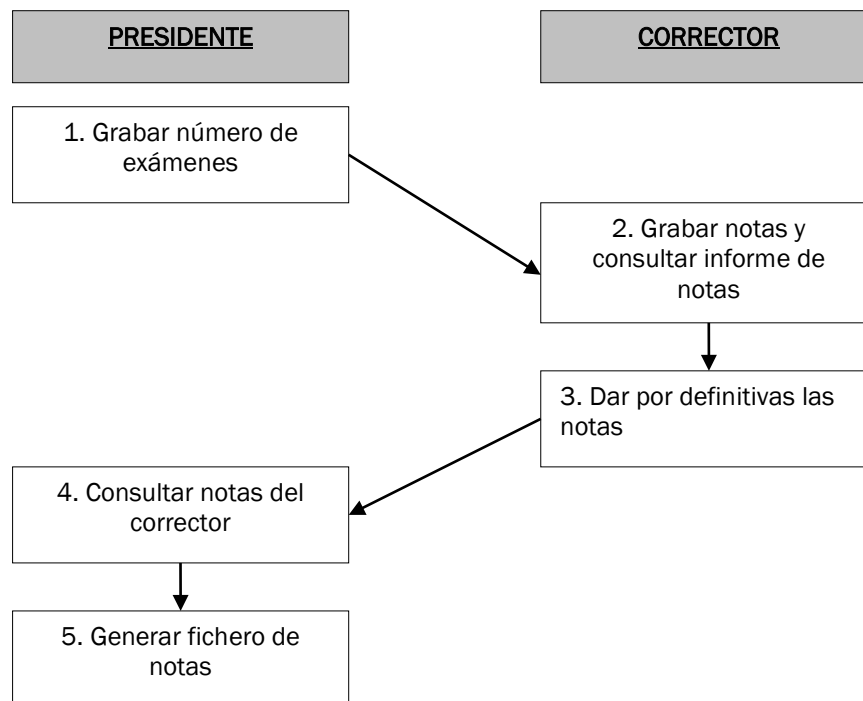 PRESIDENTE
CORRECTOR
1. Grabar número de
exámenes
2. Grabar notas y
consultar informe de
notas
3. Dar por definitivas las
notas
4. Consultar notas del
corrector
5. Generar fichero de
notas